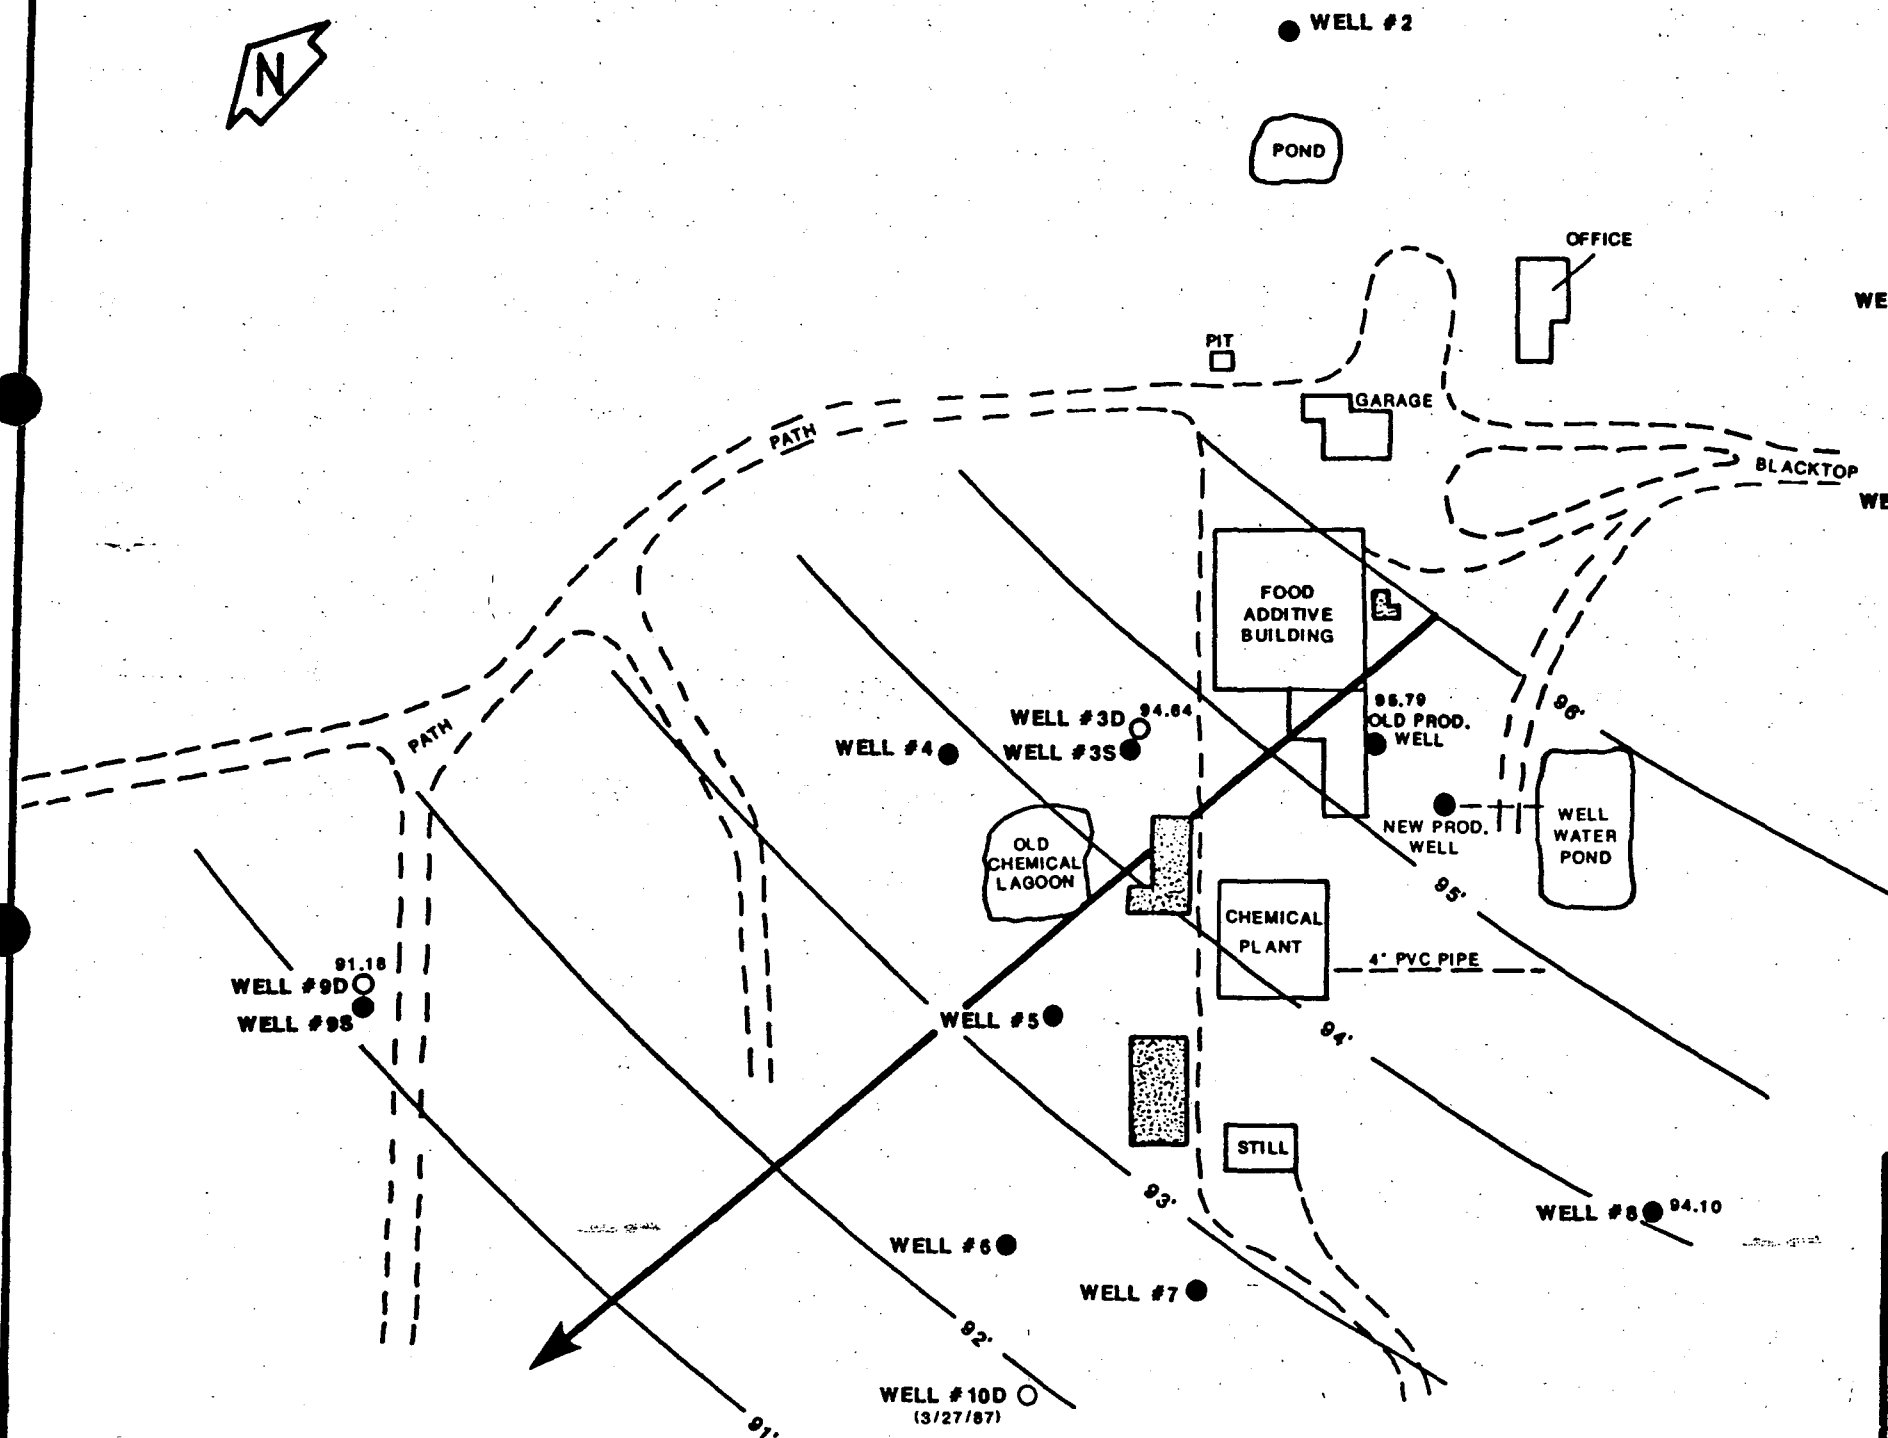 N
WELL #2
POND
OFFICE
WE
PIT
GARAGE
PATH
BLACKTOP
WE
FOOD
ADDITIVE
BUILDING
96'
95.79
OLD PROD.
WELL
WELL #3D 94.64
WELL #3S
WELL #4
PATH
NEW PROD.
WELL
WELL
WATER
POND
OLD
CHEMICAL
LAGOON
95'
CHEMICAL
PLANT
4" PVC PIPE
91.18
WELL #9D
WELL #9S
WELL #5
94'
STILL
93'
WELL #8 94.10
WELL #6
WELL #7
92'
WELL #10D
(3/27/87)
91'